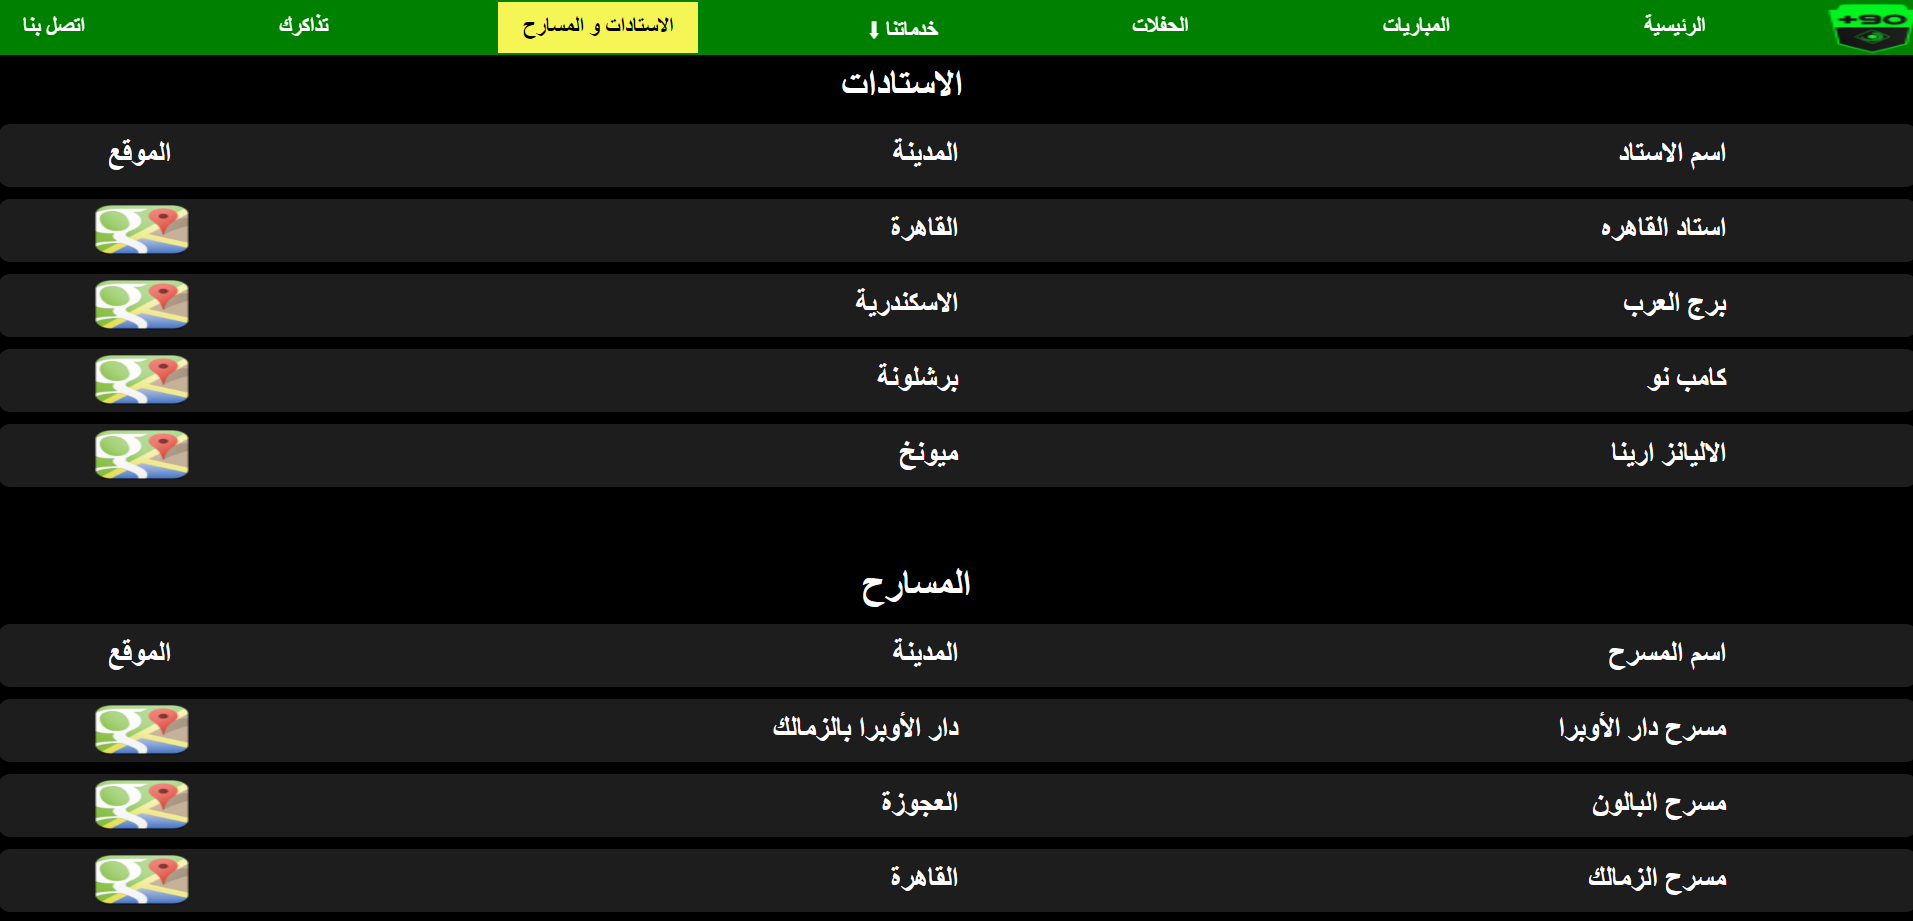 +90 الرئيسية المباريات الحفلات خدماتنا⬇ الاستادات و المسارح تذاكرك اتصل بنا
الاستادات
اسم الاستاد المدينة الموقع
استاد القاهره القاهرة
برج العرب الاسكندرية
كامب نو برشلونة
الاليانز ارينا ميونخ
المسارح
اسم المسرح المدينة الموقع
مسرح دار الأوبرا دار الأوبرا بالزمالك
مسرح البالون العجوزة
مسرح الزمالك القاهرة